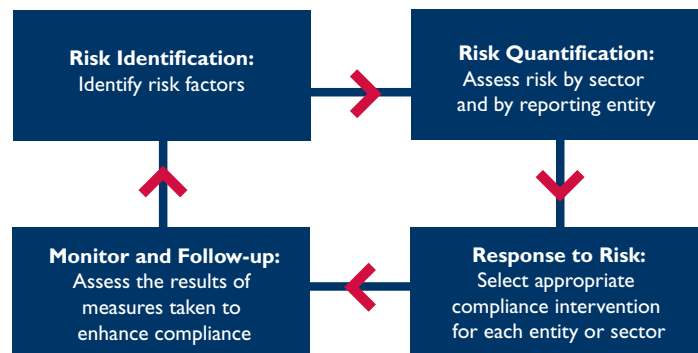 Risk Identification:
Identify risk factors
Risk Quantification:
Assess risk by sector
and by reporting entity
Monitor and Follow-up:
Assess the results of
measures taken to
enhance compliance
Response to Risk:
Select appropriate
compliance intervention
for each entity or sector